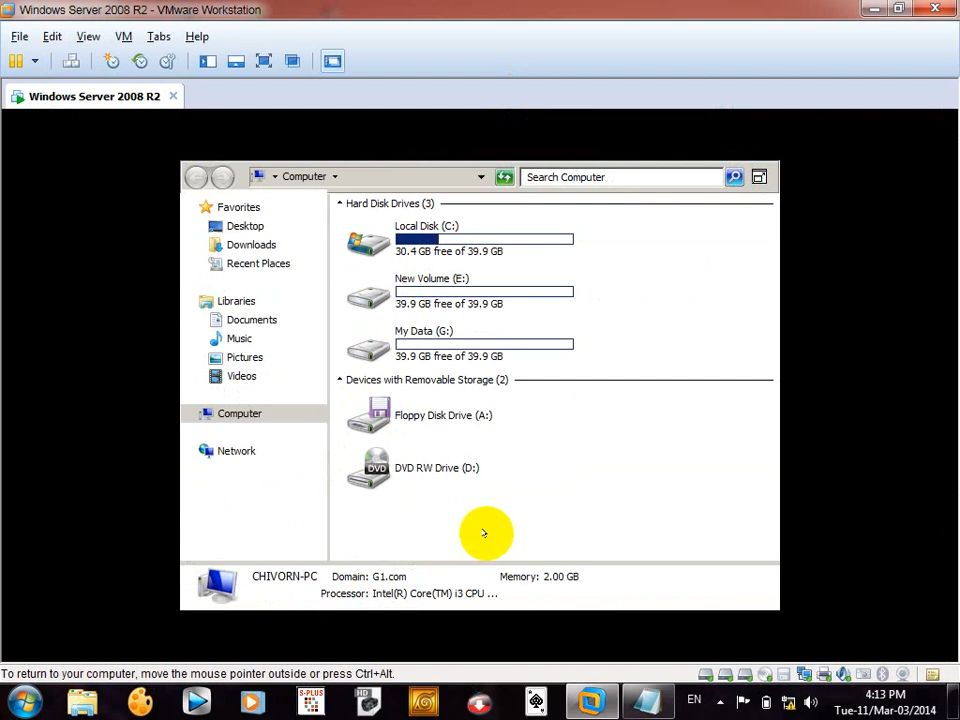 Windows Server 2008 R2 - VMware Workstation
File Edit View VM Tabs Help
Windows Server 2008 R2
Computer
Search Computer
Favorites
Desktop
Downloads
Recent Places
Libraries
Documents
Music
Pictures
Videos
Computer
Network
Hard Disk Drives (3)
Local Disk (C:)
30.4 GB free of 39.9 GB
New Volume (E:)
39.9 GB free of 39.9 GB
My Data (G:)
39.9 GB free of 39.9 GB
Devices with Removable Storage (2)
Floppy Disk Drive (A:)
DVD
DVD RW Drive (D:)
CHIVORN-PC Domain: G1.com Memory: 2.00 GB
Processor: Intel(R) Core(TM) i3 CPU ...
To return to your computer, move the mouse pointer outside or press Ctrl+Alt.
S-PLUS
HD
EN
4:13 PM
Tue-11/Mar-03/2014